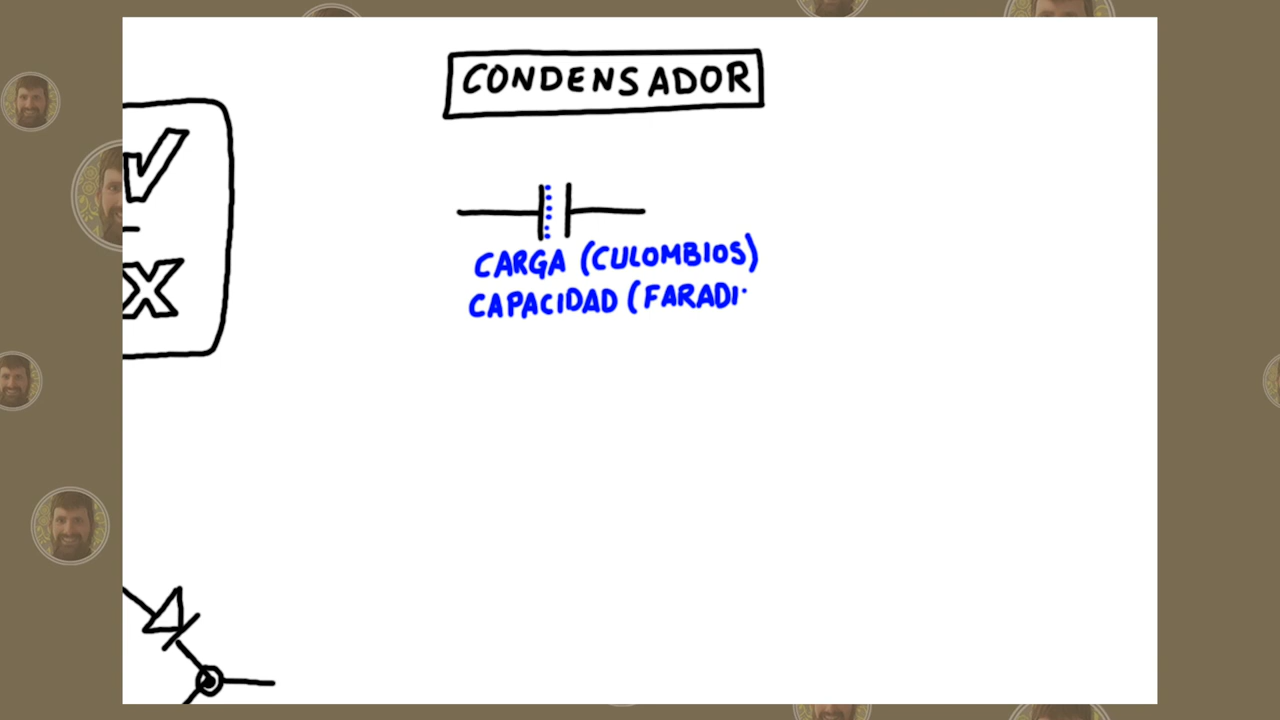 CONDENSADOR
√
X
CARGA (CULOMBIOS)
CAPACIDAD (FARADI